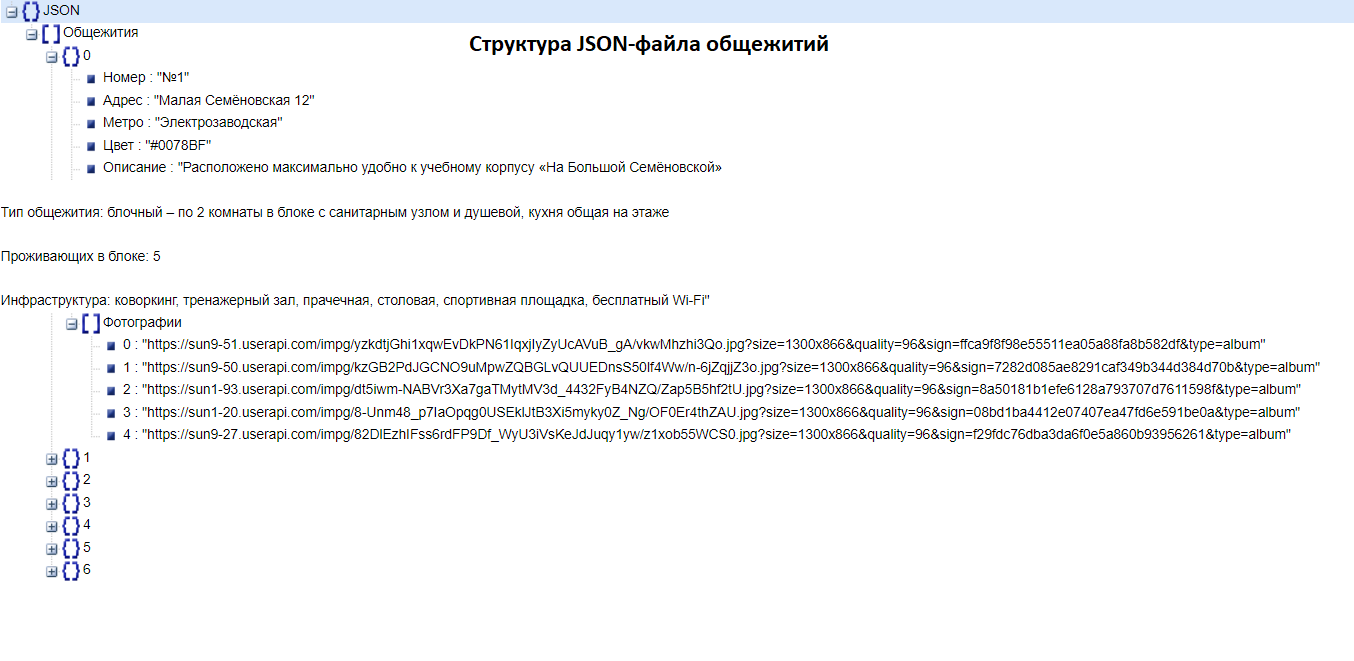 JSON
Общежития
Структура JSON-файла общежитий
0
Номер : "№1"
Адрес : "Малая Семёновская 12"
Метро : "Электрозаводская"
Цвет : "#0078BF"
Описание : "Расположено максимально удобно к учебному корпусу «На Большой Семёновской»
Тип общежития: блочный – по 2 комнаты в блоке с санитарным узлом и душевой, кухня общая на этаже
Проживающих в блоке: 5
Инфраструктура: коворкинг, тренажерный зал, прачечная, столовая, спортивная площадка, бесплатный Wi-Fi"
Фотографии
0 : "https://sun9-51.userapi.com/impg/yzkdtjGhi1xqwEvDkPN61IqxjIyZyUcAVuB_gA/vkwMhzhi3Qo.jpg?size=1300x866&quality=96&sign=ffca9f8f98e55511ea05a88fa8b582df&type=album"
1 : "https://sun9-50.userapi.com/impg/kzGB2PdJGCNO9uMpwZQBGLvQUUEDnsS50lf4Ww/n-6jZqjjZ3o.jpg?size=1300x866&quality=96&sign=7282d085ae8291caf349b344d384d70b&type=album"
2 : "https://sun1-93.userapi.com/impg/dt5iwm-NABVr3Xa7gaTMytMV3d_4432FyB4NZQ/Zap5B5hf2tU.jpg?size=1300x866&quality=96&sign=8a50181b1efe6128a793707d7611598f&type=album"
3 : "https://sun1-20.userapi.com/impg/8-Unm48_p7IaOpqg0USEklJtB3Xi5myky0Z_Ng/OF0Er4thZAU.jpg?size=1300x866&quality=96&sign=08bd1ba4412e07407ea47fd6e591be0a&type=album"
4 : "https://sun9-27.userapi.com/impg/82DIEzhIFss6rdFP9Df_WyU3iVsKeJdJuqy1yw/z1xob55WCS0.jpg?size=1300x866&quality=96&sign=f29fdc76dba3da6f0e5a860b93956261&type=album"
1
2
3
4
5
6